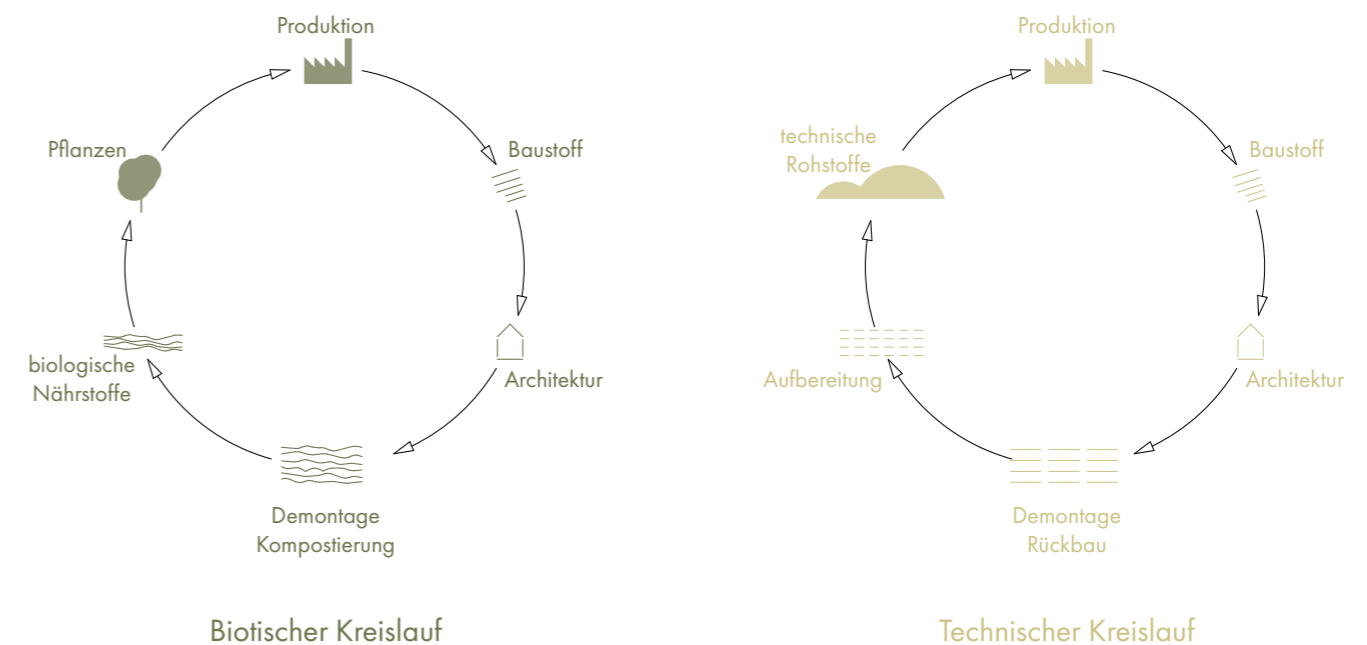 Produktion
Baustoff
Architektur
Demontage
Kompostierung
biologische
Nährstoffe
Pflanzen
Biotischer Kreislauf
Produktion
Baustoff
Architektur
Demontage
Rückbau
Aufbereitung
technische
Rohstoffe
Technischer Kreislauf